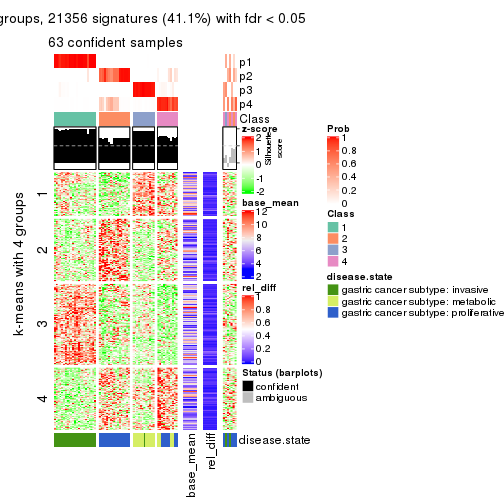 groups, 21356 signatures (41.1%) with fdr < 0.05
63 confident samples
p1
p2
p3
p4
Class
Silhouette
score
k-means with 4 groups
1
2
3
4
base_mean
rel_diff
disease.state
z-score
2
1
0
-1
-2
base_mean
12
10
8
6
4
2
rel_diff
1
0.8
0.6
0.4
0.2
0
Status (barplots)
confident
ambiguous
Prob
1
0.8
0.6
0.4
0.2
0
Class
1
2
3
4
disease.state
gastric cancer subtype: invasive
gastric cancer subtype: metabolic
gastric cancer subtype: proliferative